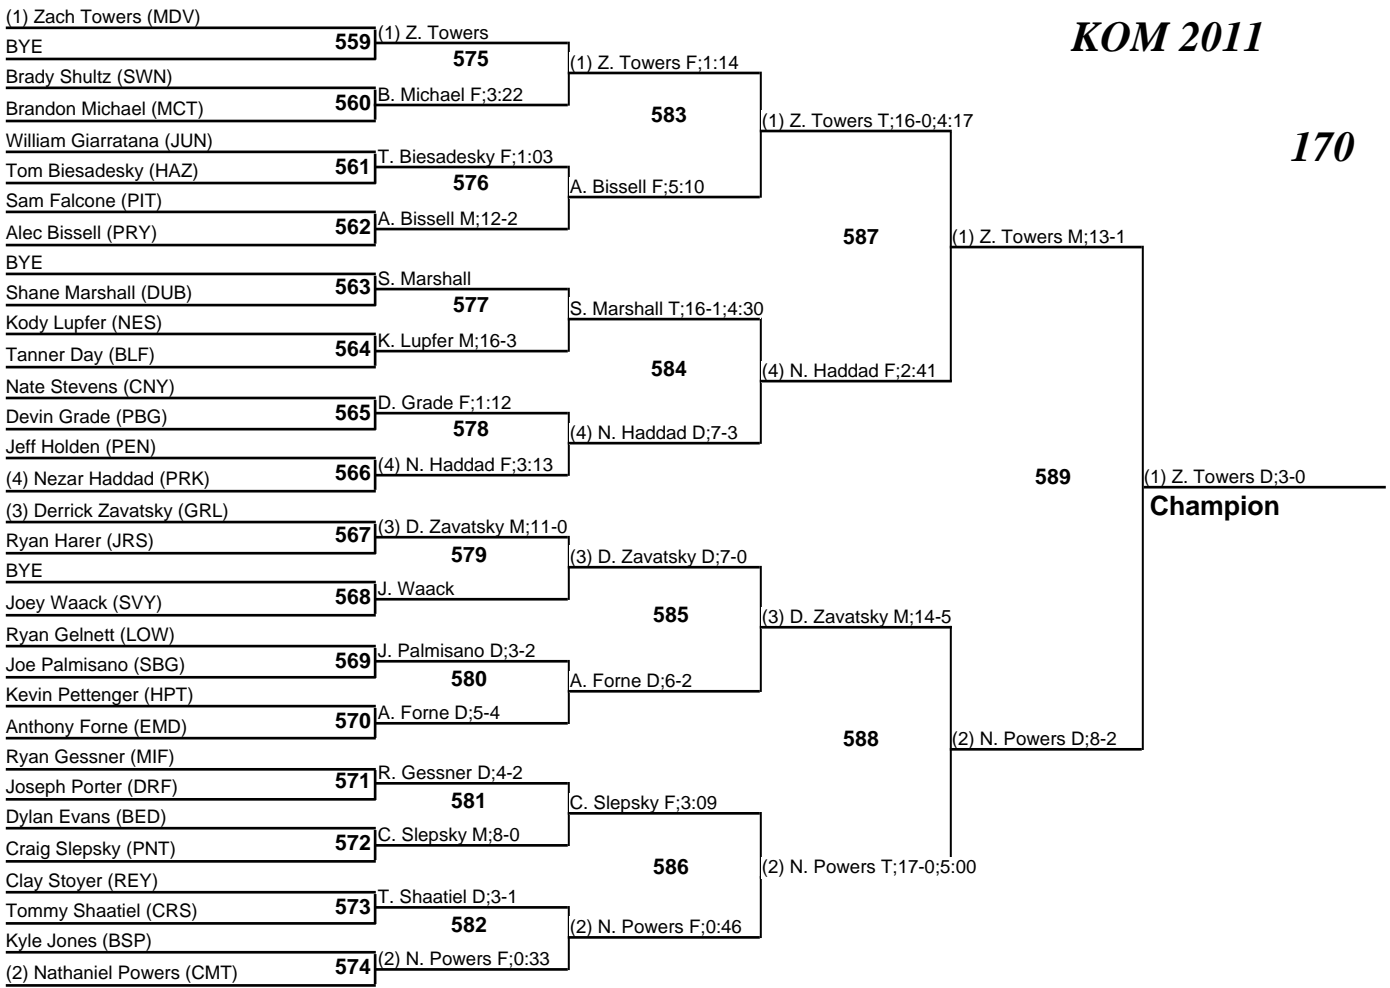 KOM 2011
170
(1) Zach Towers (MDV)
BYE
Brady Shultz (SWN)
Brandon Michael (MCT)
William Giarratana (JUN)
Tom Biesadesky (HAZ)
Sam Falcone (PIT)
Alec Bissell (PRY)
BYE
Shane Marshall (DUB)
Kody Lupfer (NES)
Tanner Day (BLF)
Nate Stevens (CNY)
Devin Grade (PBG)
Jeff Holden (PEN)
(4) Nezar Haddad (PRK)
(3) Derrick Zavatsky (GRL)
Ryan Harer (JRS)
BYE
Joey Waack (SVY)
Ryan Gelnett (LOW)
Joe Palmisano (SBG)
Kevin Pettenger (HPT)
Anthony Forne (EMD)
Ryan Gessner (MIF)
Joseph Porter (DRF)
Dylan Evans (BED)
Craig Slepsky (PNT)
Clay Stoyer (REY)
Tommy Shaatiel (CRS)
Kyle Jones (BSP)
(2) Nathaniel Powers (CMT)
559
560
561
562
563
564
565
566
567
568
569
570
571
572
573
574
(1) Z. Towers
575
B. Michael F;3:22
T. Biesadesky F;1:03
576
A. Bissell M;12-2
S. Marshall
577
K. Lupfer M;16-3
D. Grade F;1:12
578
(4) N. Haddad F;3:13
(3) D. Zavatsky M;11-0
579
J. Waack
J. Palmisano D;3-2
580
A. Forne D;5-4
R. Gessner D;4-2
581
C. Slepsky M;8-0
T. Shaatiel D;3-1
582
(2) N. Powers F;0:33
(1) Z. Towers F;1:14
583
A. Bissell F;5:10
S. Marshall T;16-1;4:30
584
(4) N. Haddad D;7-3
(3) D. Zavatsky D;7-0
585
A. Forne D;6-2
C. Slepsky F;3:09
586
(2) N. Powers F;0:46
(1) Z. Towers T;16-0;4:17
587
(4) N. Haddad F;2:41
(3) D. Zavatsky M;14-5
588
(2) N. Powers T;17-0;5:00
(1) Z. Towers M;13-1
589
(2) N. Powers D;8-2
(1) Z. Towers D;3-0
Champion